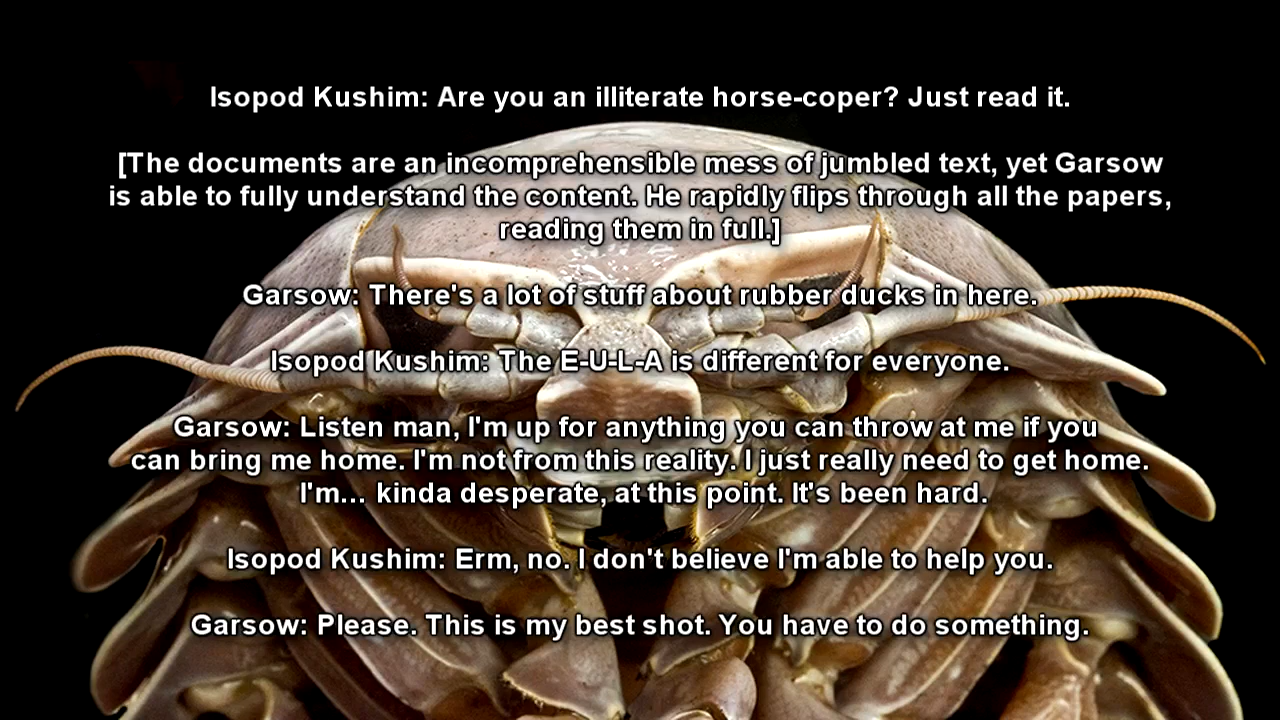 Isopod Kushim: Are you an illiterate horse-coper? Just read it.
[The documents are an incomprehensible mess of jumbled text, yet Garsow
is able to fully understand the content. He rapidly flips through all the papers,
reading them in full.]
Garsow: There's a lot of stuff about rubber ducks in here.
Isopod Kushim: The E-U-L-A is different for everyone.
Garsow: Listen man, I'm up for anything you can throw at me if you
can bring me home. I'm not from this reality. I just really need to get home.
I'm... kinda desperate, at this point. It's been hard.
Isopod Kushim: Erm, no. I don't believe I'm able to help you.
Garsow: Please. This is my best shot. You have to do something.